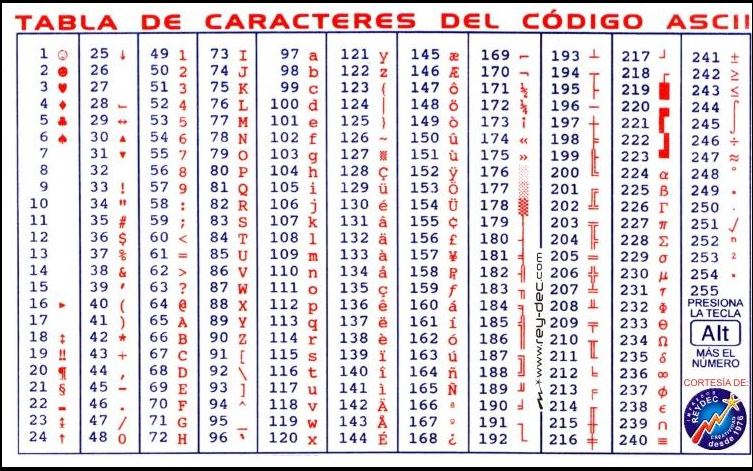 TABLA DE CARACTERES DEL CÓDIGO ASCII
1 ☺ 25 ↓ 49 1 73 I 97 a 121 y 145 æ 169 ⌐ 193 ┴ 217 ┘ 241 ±
2 ☻ 26 50 2 74 J 98 b 122 z 146 Æ 170 ¬ 194 ┬ 218 ┌ 242 ≥
3 ♥ 27 51 3 75 K 99 c 123 { 147 ô 171 ½ 195 ├ 219 █ 243 ≤
4 ♦ 28 ∟ 52 4 76 L 100 d 124 | 148 ö 172 ¼ 196 ─ 220 ▄ 244 ⌠
5 ♣ 29 ↔ 53 5 77 M 101 e 125 } 149 ò 173 ¡ 197 ┼ 221 ▌
6 ♠ 30 ▲ 54 6 78 N 102 f 126 ~ 150 û 174 « 198 ╞ 222 ▐ 246 ÷
7 31 ▼ 55 7 79 O 103 g 127 ▒ 151 ù 175 » 199 ╟ 223 ▀ 247 ≈
8 32 56 8 80 P 104 h 128 Ç 152 ÿ 176 ░ 200 ╚ 224 α 248 °
9 33 ! 57 9 81 Q 105 i 129 ü 153 Ö 177 ▒ 201 ╔ 225 ß 249 ∙
10 34 " 58 : 82 R 106 j 130 é 154 Ü 178 ▓ 202 ╩ 226 Γ 250 ·
11 35 # 59 ; 83 S 107 k 131 â 155 ¢ 179 │ 203 ╦ 227 π 251 √
12 36 $ 60 < 84 T 108 l 132 ä 156 £ 180 ┤ 204 ╠ 228 Σ 252 ⁿ
13 37 % 61 = 85 U 109 m 133 à 157 ¥ 181 ╡ 205 ═ 229 σ 253 ²
14 38 & 62 > 86 V 110 n 134 å 158 ₧ 182 ╢ 206 ╬ 230 µ 254 ▪
15 39 ' 63 ? 87 W 111 o 135 ç 159 ƒ 183 ╖ 207 ╧ 231 τ 255
16 ► 40 ( 64 @ 88 X 112 p 136 ê 160 á 184 ╕ 208 ╨ 232 Φ
17 41 ) 65 A 89 Y 113 q 137 ë 161 í 185 ╣ 209 ╤ 233 Θ
18 ↕ 42 * 66 B 90 Z 114 r 138 è 162 ó 186 ║ 210 ╥ 234 Ω
19 ‼ 43 + 67 C 91 [ 115 s 139 ï 163 ú 187 ╗ 211 ╙ 235 δ
20 ¶ 44 , 68 D 92 \ 116 t 140 î 164 ñ 188 ╝ 212 ╘ 236 ∞
21 § 45 - 69 E 93 ] 117 u 141 ì 165 Ñ 189 ╜ 213 ╒ 237 φ
22 ▬ 46 . 70 F 94 ^ 118 v 142 Ä 166 ª 190 ╛ 214 ╓ 238 ϵ
23 ↨ 47 / 71 G 95 _ 119 w 143 Å 167 º 191 ┐ 215 ╫ 239 ∩
24 ↑ 48 0 72 H 96 ` 120 x 144 É 168 ¿ 192 └ 216 ╪ 240 ≡
PRESIONA
LA TECLA
Alt
MÁS EL
NÚMERO
CORTESÍA DE:
IMPRESOS
REYDEC
CREATIVIDAD
desde 1976
www.rey-dec.com